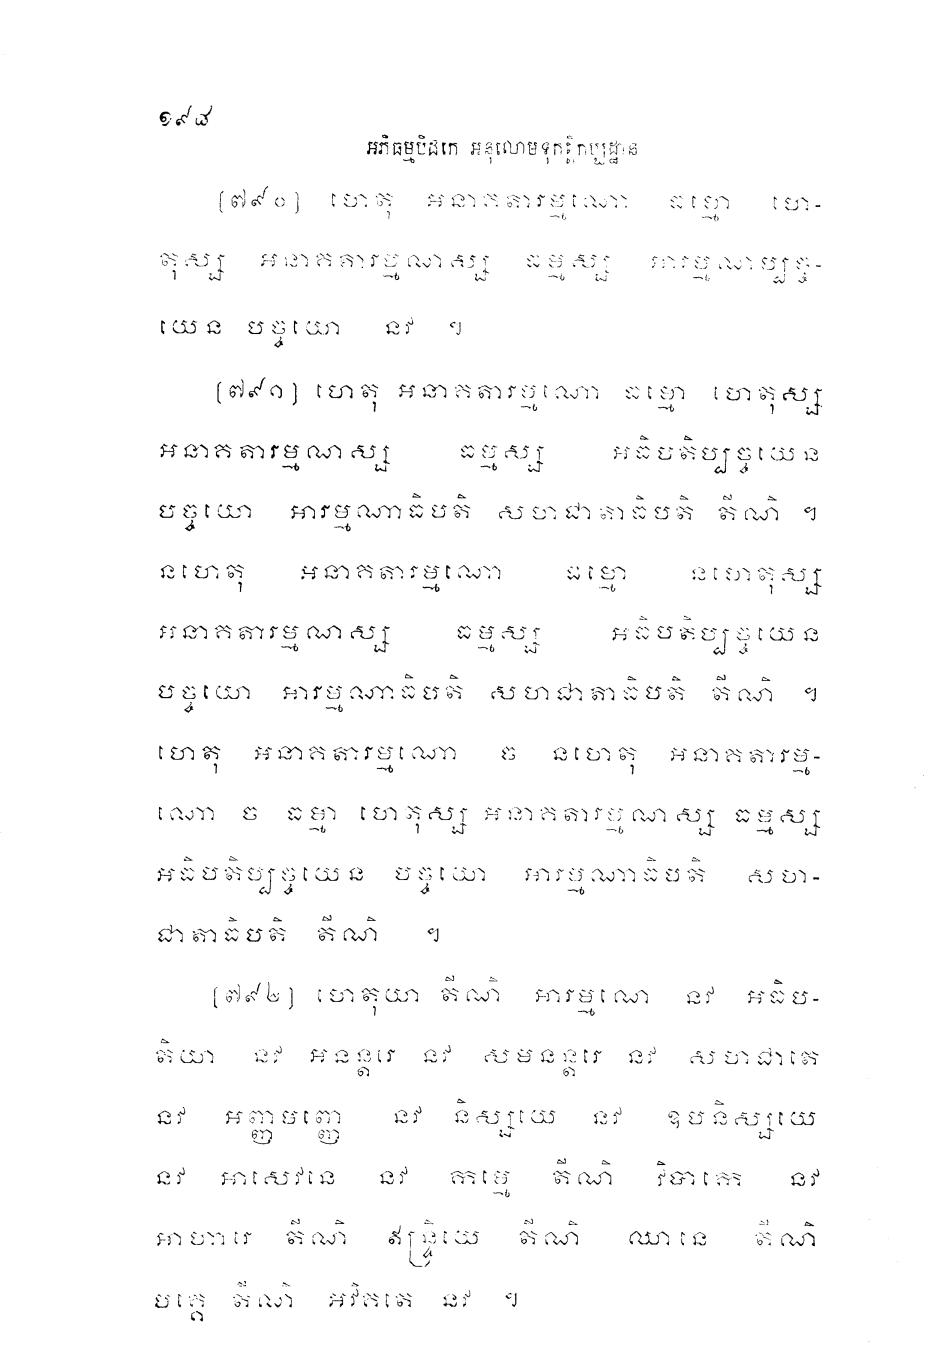 ១៩៨
អភិធម្មបិដកេ អនុលោមទុកត្តិកប្បដ្ឋាន
[៧៩០] ហេតុ អនាគតារម្មណោ ធម្មោ ហេ-
តុស្ស អនាគតារម្មណស្ស ធម្មស្ស អារម្មណប្បច្ច-
យេន បច្ចយោ នវ ៗ
[៧៩១] ហេតុ អនាគតារម្មណោ ធម្មោ ហេតុស្ស
អនាគតារម្មណស្ស ធម្មស្ស អធិបតិប្បច្ចយេន
បច្ចយោ អារម្មណាធិបតិ សហជាតាធិបតិ តីណិ ៗ
នហេតុ អនាគតារម្មណោ ធម្មោ នហេតុស្ស
អនាគតារម្មណស្ស ធម្មស្ស អធិបតិប្បច្ចយេន
បច្ចយោ អារម្មណាធិបតិ សហជាតាធិបតិ តីណិ ៗ
ហេតុ អនាគតារម្មណោ ច នហេតុ អនាគតារម្ម-
ណោ ច ធម្មា ហេតុស្ស អនាគតារម្មណស្ស ធម្មស្ស
អធិបតិប្បច្ចយេន បច្ចយោ អារម្មណាធិបតិ សហ-
ជាតាធិបតិ តីណិ ៗ
[៧៩២] ហេតុយា តីណិ អារម្មណេ នវ អធិប-
តិយា នវ អនន្តរេ នវ សមនន្តរេ នវ សហជាតេ
នវ អញ្ញមញ្ញេ នវ និស្សយេ នវ ឧបនិស្សយេ
នវ អាសេវនេ នវ កម្មេ តីណិ វិបាកេ នវ
អាហារេ តីណិ ឥន្ទ្រិយេ តីណិ ឈានេ តីណិ
មគ្គេ តីណិ អវិគតេ នវ ៗ